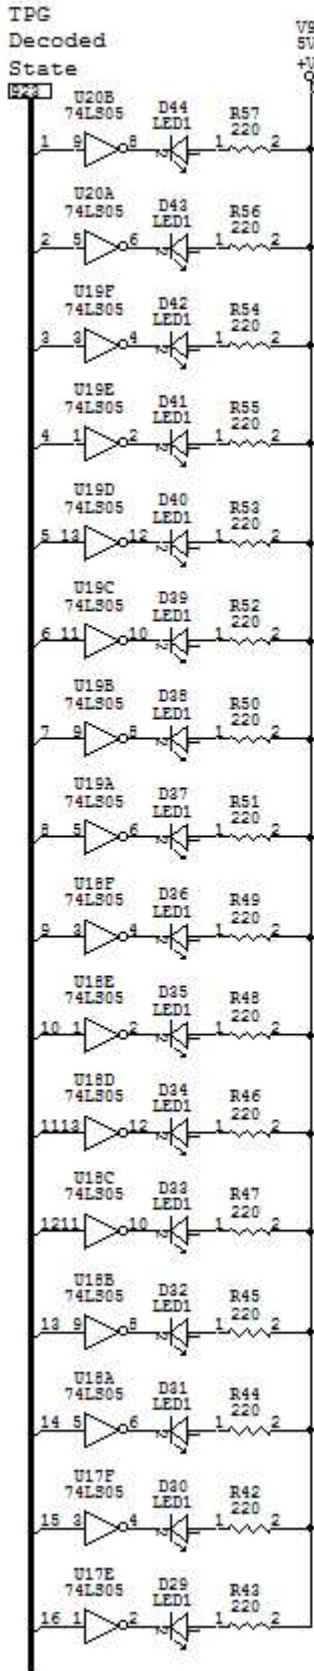 TPG
Decoded
State
V9
5V
+V
U20B
74LS05
D44
LED1
R57
220
1 9 8 1 2
U20A
74LS05
D43
LED1
R56
220
2 5 6 1 2
U19F
74LS05
D42
LED1
R54
220
3 3 4 1 2
U19E
74LS05
D41
LED1
R55
220
4 1 2 1 2
U19D
74LS05
D40
LED1
R53
220
5 13 12 1 2
U19C
74LS05
D39
LED1
R52
220
6 11 10 1 2
U19B
74LS05
D38
LED1
R50
220
7 9 8 1 2
U19A
74LS05
D37
LED1
R51
220
8 5 6 1 2
U18F
74LS05
D36
LED1
R49
220
9 3 4 1 2
U18E
74LS05
D35
LED1
R48
220
10 1 2 1 2
U18D
74LS05
D34
LED1
R46
220
11 13 12 1 2
U18C
74LS05
D33
LED1
R47
220
12 11 10 1 2
U18B
74LS05
D32
LED1
R45
220
13 9 8 1 2
U18A
74LS05
D31
LED1
R44
220
14 5 6 1 2
U17F
74LS05
D30
LED1
R42
220
15 3 4 1 2
U17E
74LS05
D29
LED1
R43
220
16 1 2 1 2